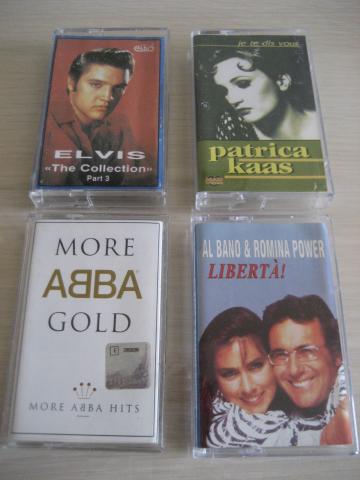 ELVIS
«The Collection»
Part 3
je te dis vous
patrica
kaas
MORE
ABBA
GOLD
MORE ABBA HITS
AL BANO & ROMINA POWER
LIBERTÀ!